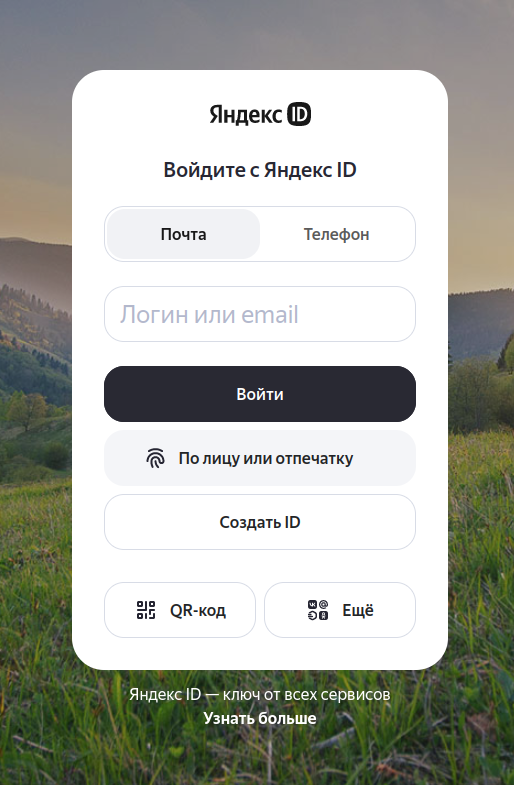 Яндекс ID
Войдите с Яндекс ID
Почта Телефон
Логин или email
Войти
По лицу или отпечатку
Создать ID
QR-код Ещё
Яндекс ID — ключ от всех сервисов
Узнать больше